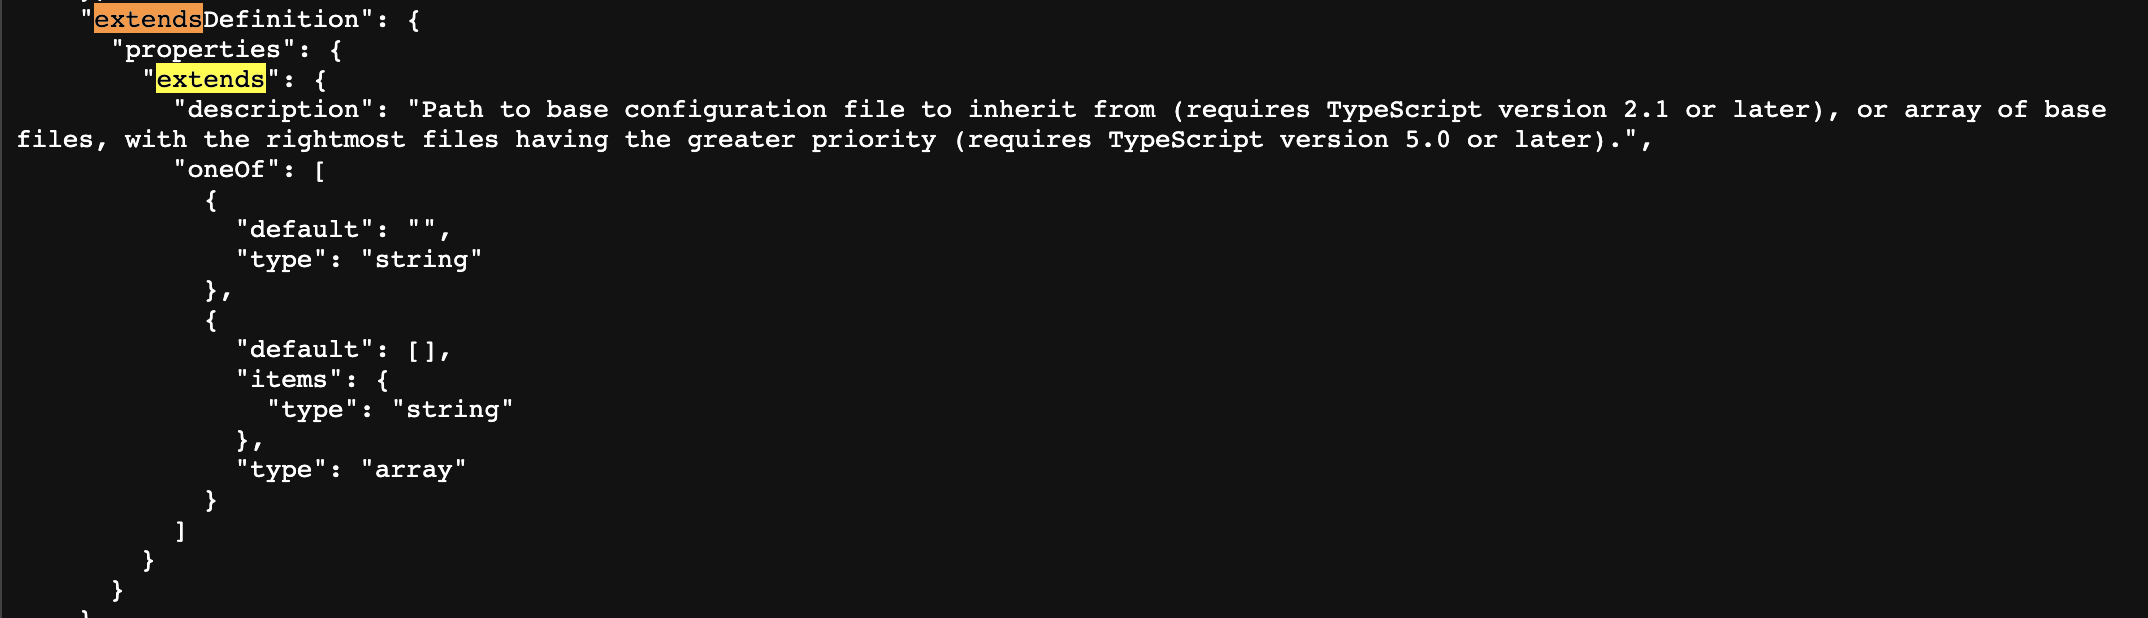 "extendsDefinition": {
"properties": {
"extends": {
"description": "Path to base configuration file to inherit from (requires TypeScript version 2.1 or later), or array of base
files, with the rightmost files having the greater priority (requires TypeScript version 5.0 or later).",
"oneOf": [
{
"default": "",
"type": "string"
},
{
"default": [],
"items": {
"type": "string"
},
"type": "array"
}
]
}
}